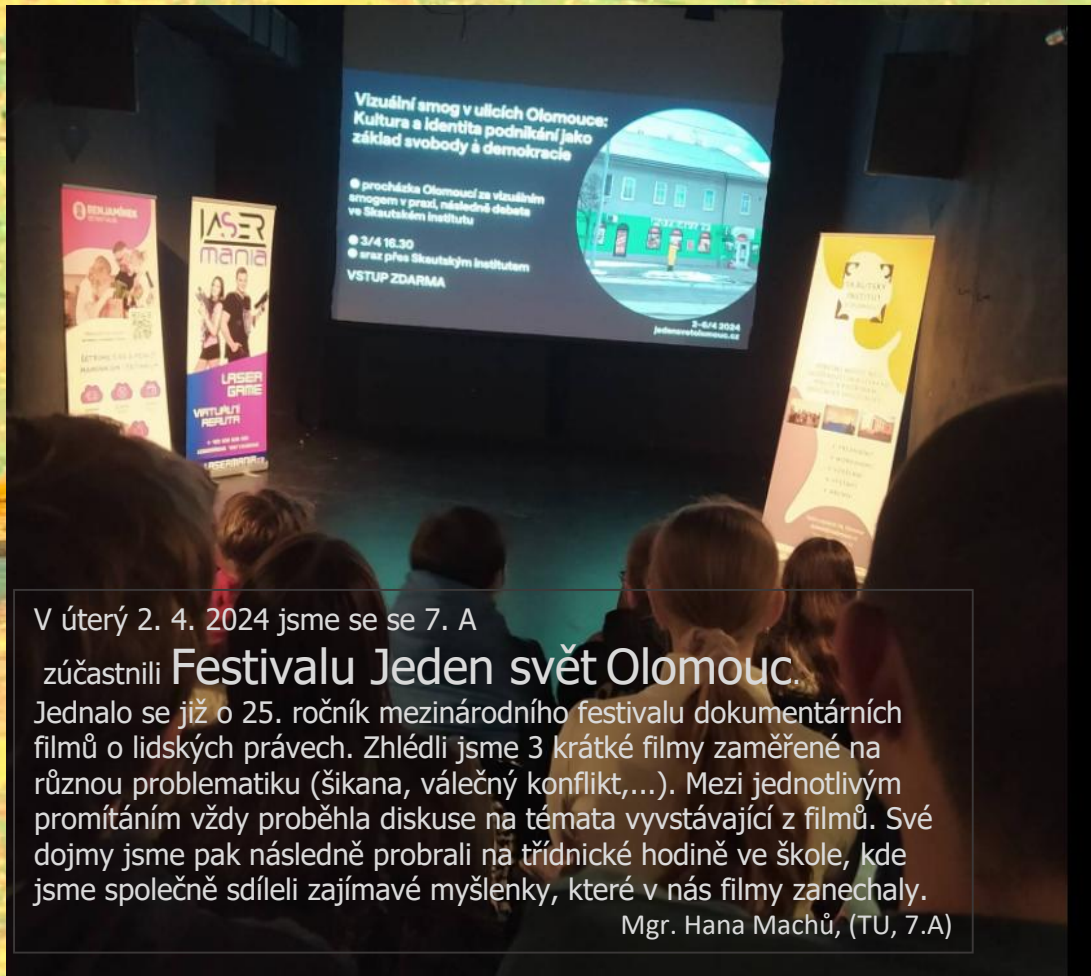 Vizuální smog v ulicích Olomouce:
Kultura a identita podnikání jako
základ svobody a demokracie
procházka Olomoucí za vizuálním
smogem v praxi, následně debata
ve Skautském institutu
3/4 16.30
sraz přes Skautským institutem
VSTUP ZDARMA
2–6/4 2024
jedensvetolomouc.cz
BENJAMÍNEK
LASER
mania
LASER
GAME
VIRTUÁLNÍ
REALITA
LASERMANIA
SKAUTSKÝ
INSTITUT
V úterý 2. 4. 2024 jsme se se 7. A
zúčastnili Festivalu Jeden svět Olomouc.
Jednalo se již o 25. ročník mezinárodního festivalu dokumentárních
filmů o lidských právech. Zhlédli jsme 3 krátké filmy zaměřené na
různou problematiku (šikana, válečný konflikt,...). Mezi jednotlivým
promítáním vždy proběhla diskuse na témata vyvstávající z filmů. Své
dojmy jsme pak následně probrali na třídnické hodině ve škole, kde
jsme společně sdíleli zajímavé myšlenky, které v nás filmy zanechaly.
Mgr. Hana Machů, (TU, 7.A)